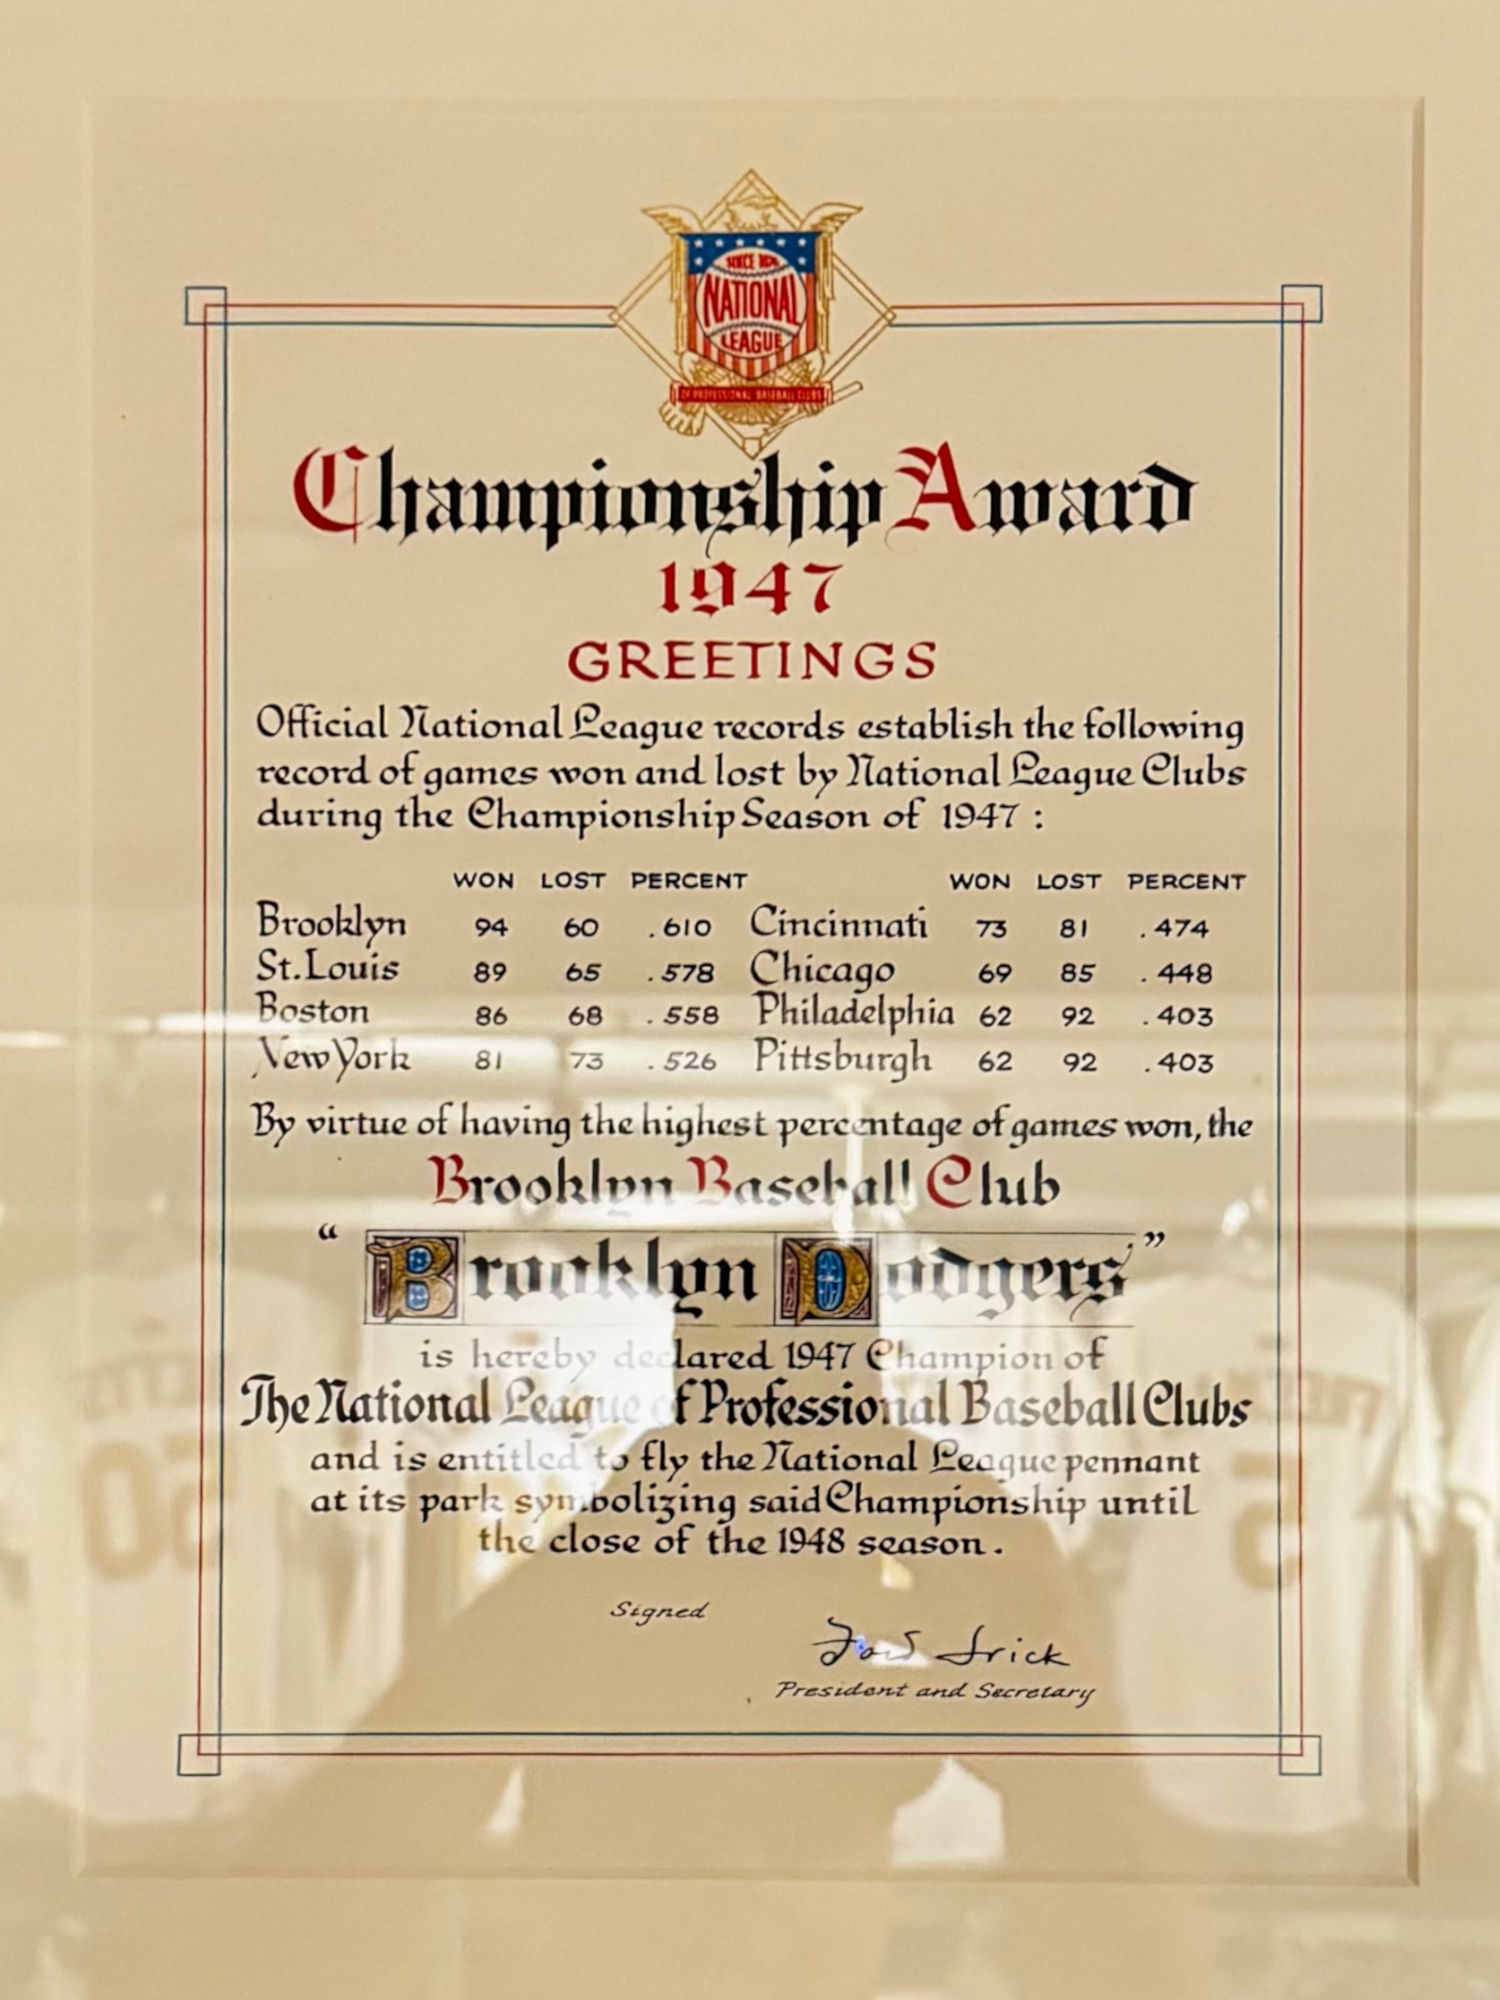 SINCE 1876
NATIONAL
LEAGUE
OF PROFESSIONAL BASEBALL CLUBS
Championship Award
1947
GREETINGS
Official National League records establish the following
record of games won and lost by National League Clubs
during the Championship Season of 1947 :
WON LOST PERCENT WON LOST PERCENT
Brooklyn 94 60 .610 Cincinnati 73 81 .474
St. Louis 89 65 .578 Chicago 69 85 .448
Boston 86 68 .558 Philadelphia 62 92 .403
New York 81 73 .526 Pittsburgh 62 92 .403
By virtue of having the highest percentage of games won, the
Brooklyn Baseball Club
“ Brooklyn Dodgers ”
is hereby declared 1947 Champion of
The National League of Professional Baseball Clubs
and is entitled to fly the National League pennant
at its park symbolizing said Championship until
the close of the 1948 season.
Signed
Ford Frick
President and Secretary